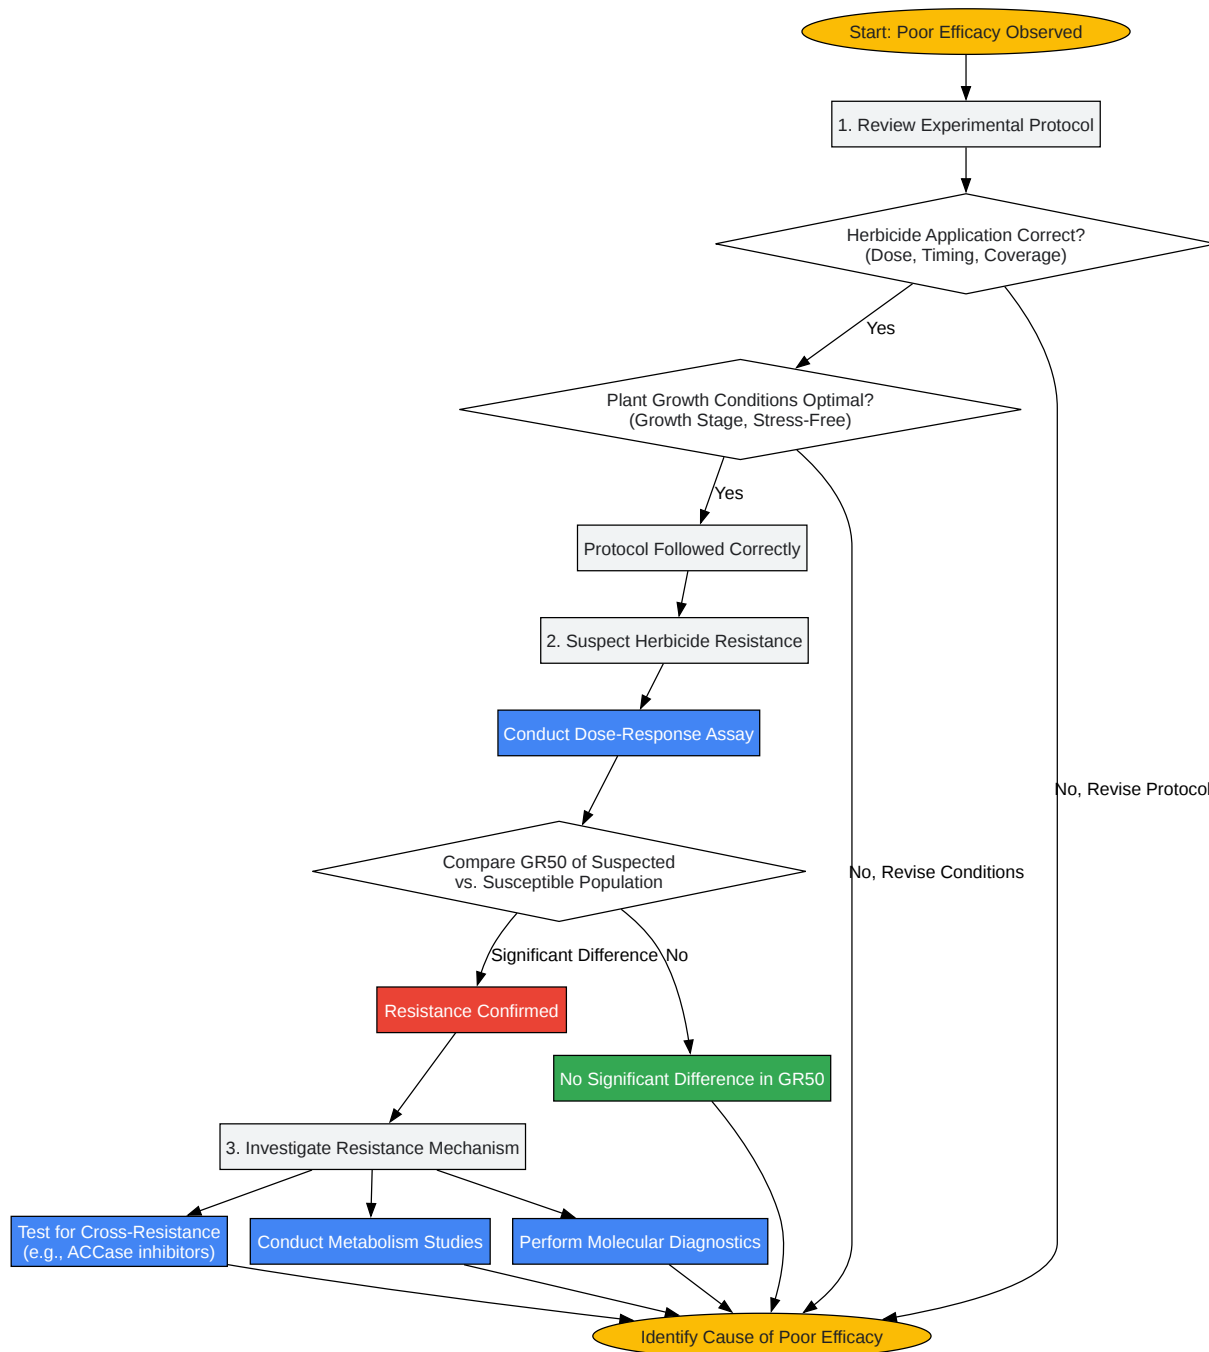 Start: Poor Efficacy Observed
1. Review Experimental Protocol
Herbicide Application Correct?
(Dose, Timing, Coverage)
Yes
Plant Growth Conditions Optimal?
(Growth Stage, Stress-Free)
Yes
Protocol Followed Correctly
2. Suspect Herbicide Resistance
Conduct Dose-Response Assay
No, Revise Protocol
Compare GR50 of Suspected
vs. Susceptible Population
No, Revise Conditions
Significant Difference
No
Resistance Confirmed
No Significant Difference in GR50
3. Investigate Resistance Mechanism
Test for Cross-Resistance
(e.g., ACCase inhibitors)
Conduct Metabolism Studies
Perform Molecular Diagnostics
Identify Cause of Poor Efficacy